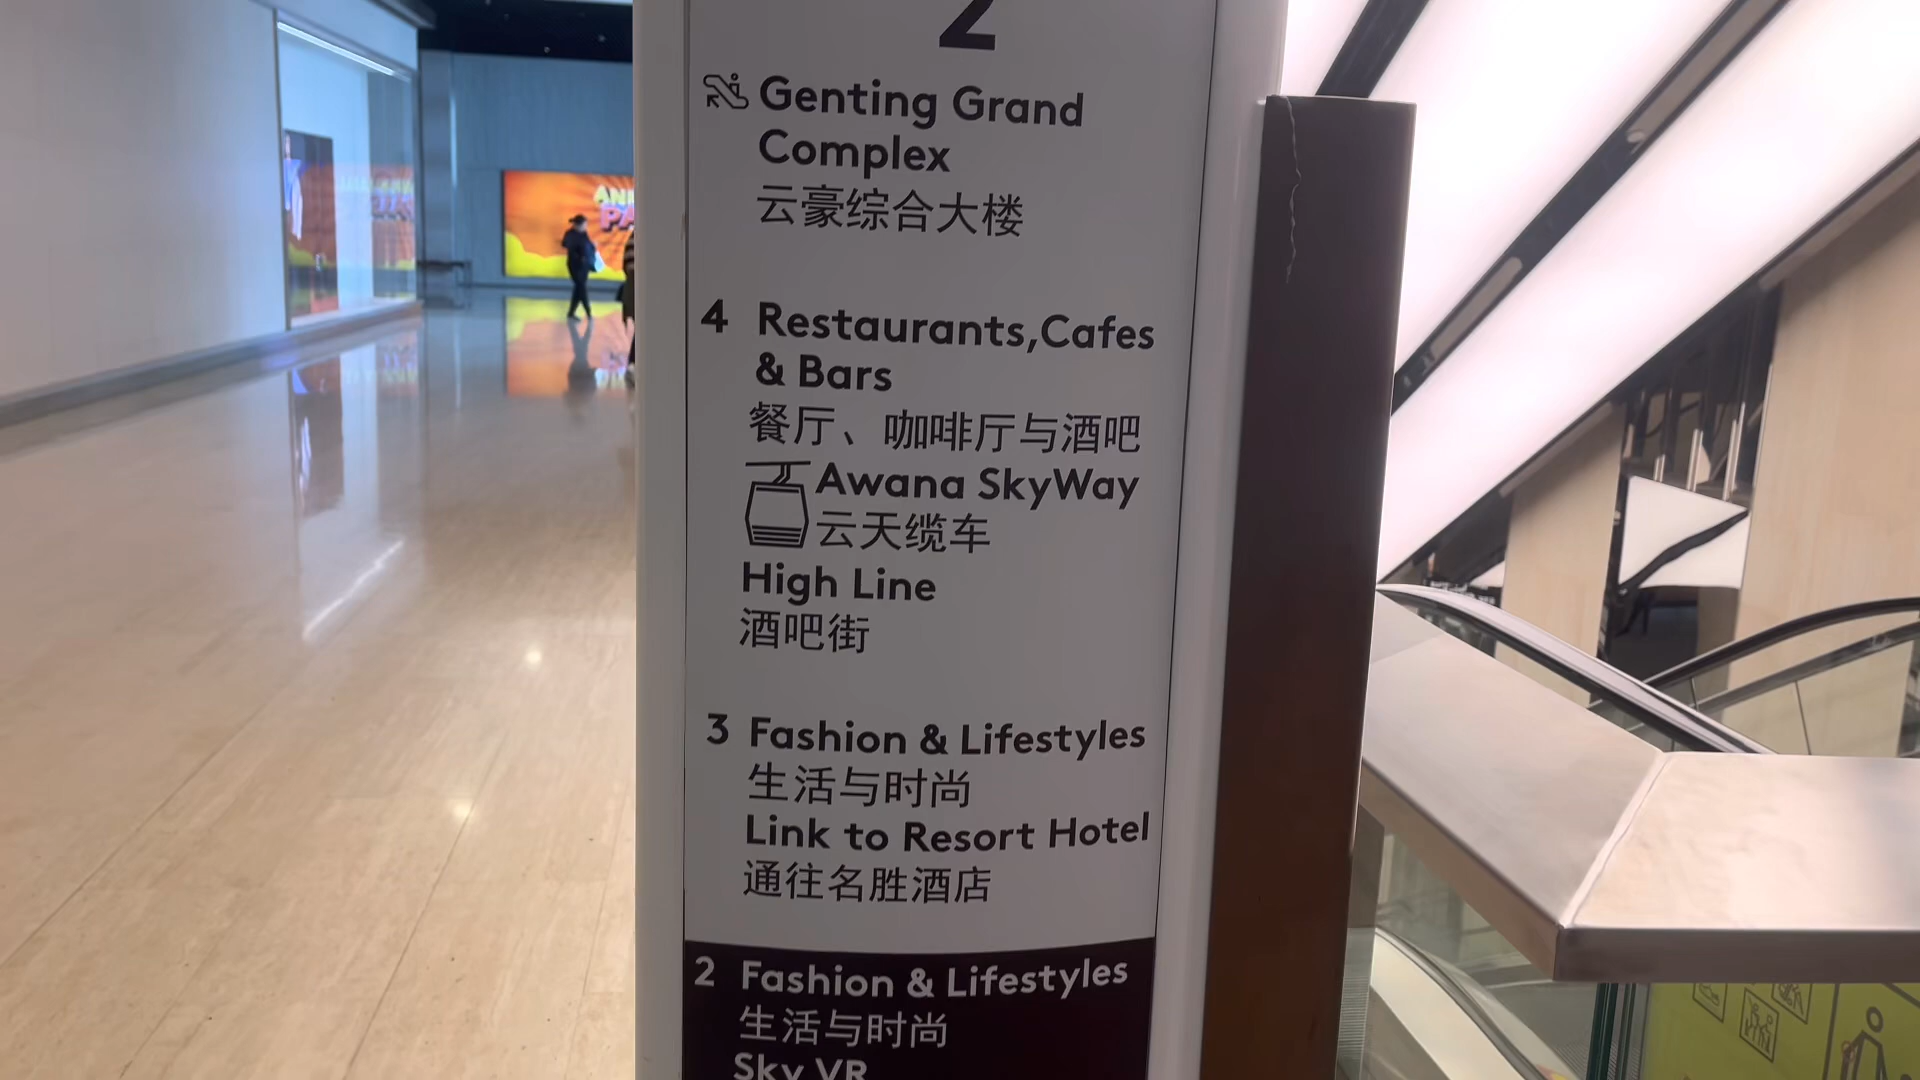 2
Genting Grand
Complex
云豪综合大楼
4 Restaurants,Cafes
& Bars
餐厅、咖啡厅与酒吧
Awana SkyWay
云天缆车
High Line
酒吧街
3 Fashion & Lifestyles
生活与时尚
Link to Resort Hotel
通往名胜酒店
2 Fashion & Lifestyles
生活与时尚
Sky VR